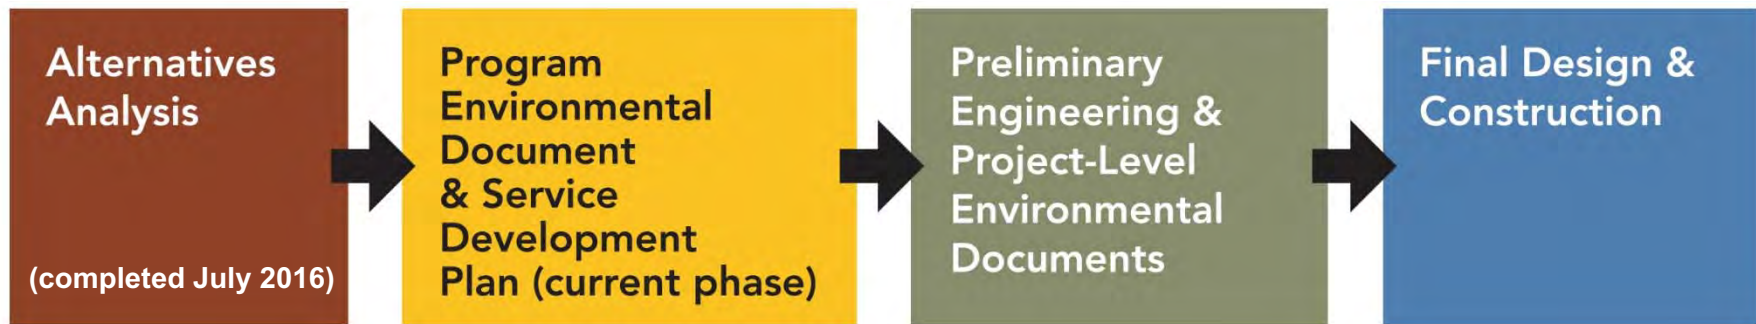 Alternatives
Analysis
(completed July 2016)
Program
Environmental
Document
& Service
Development
Plan (current phase)
Preliminary
Engineering &
Project-Level
Environmental
Documents
Final Design &
Construction